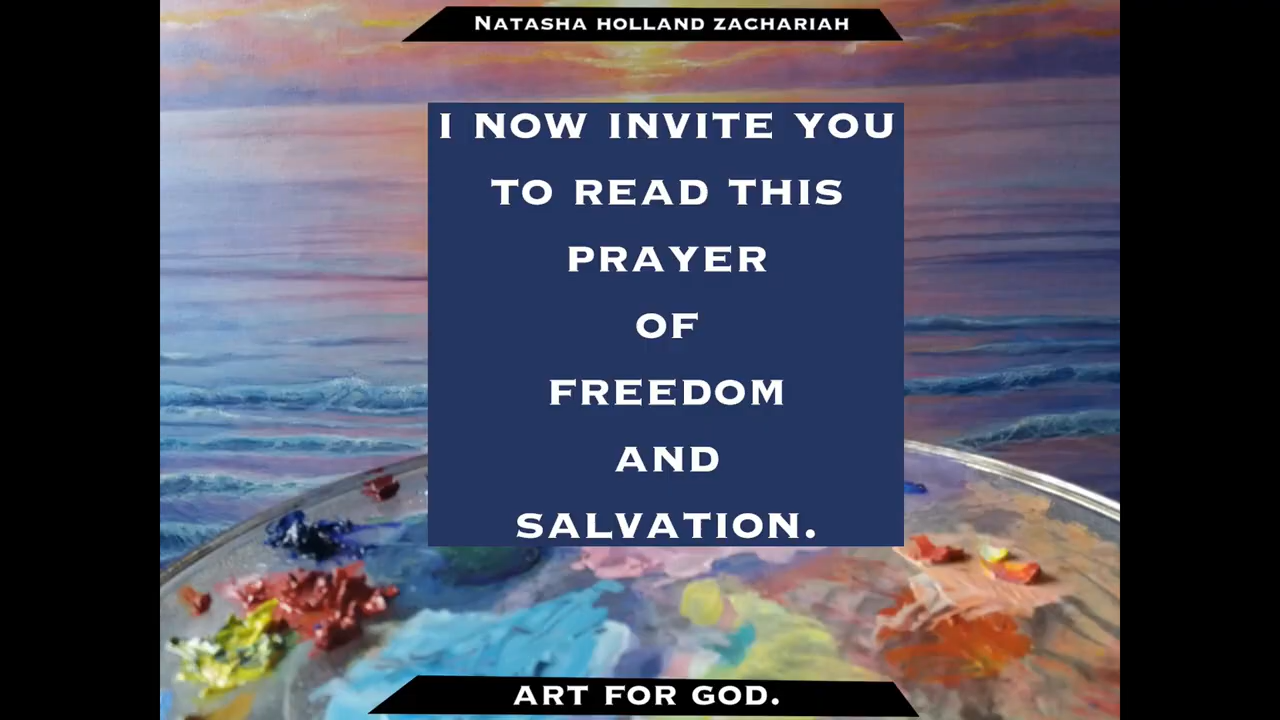 Natasha holland zachariah
I NOW INVITE YOU
TO READ THIS
PRAYER
OF
FREEDOM
AND
SALVATION.
ART FOR GOD.